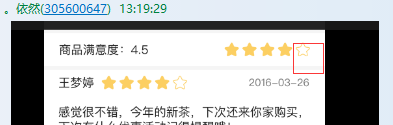 。依然(305600647)  13:19:29
商品满意度：4.5
王梦婷 2016-03-26
感觉很不错，今年的新茶，下次还来你家购买，